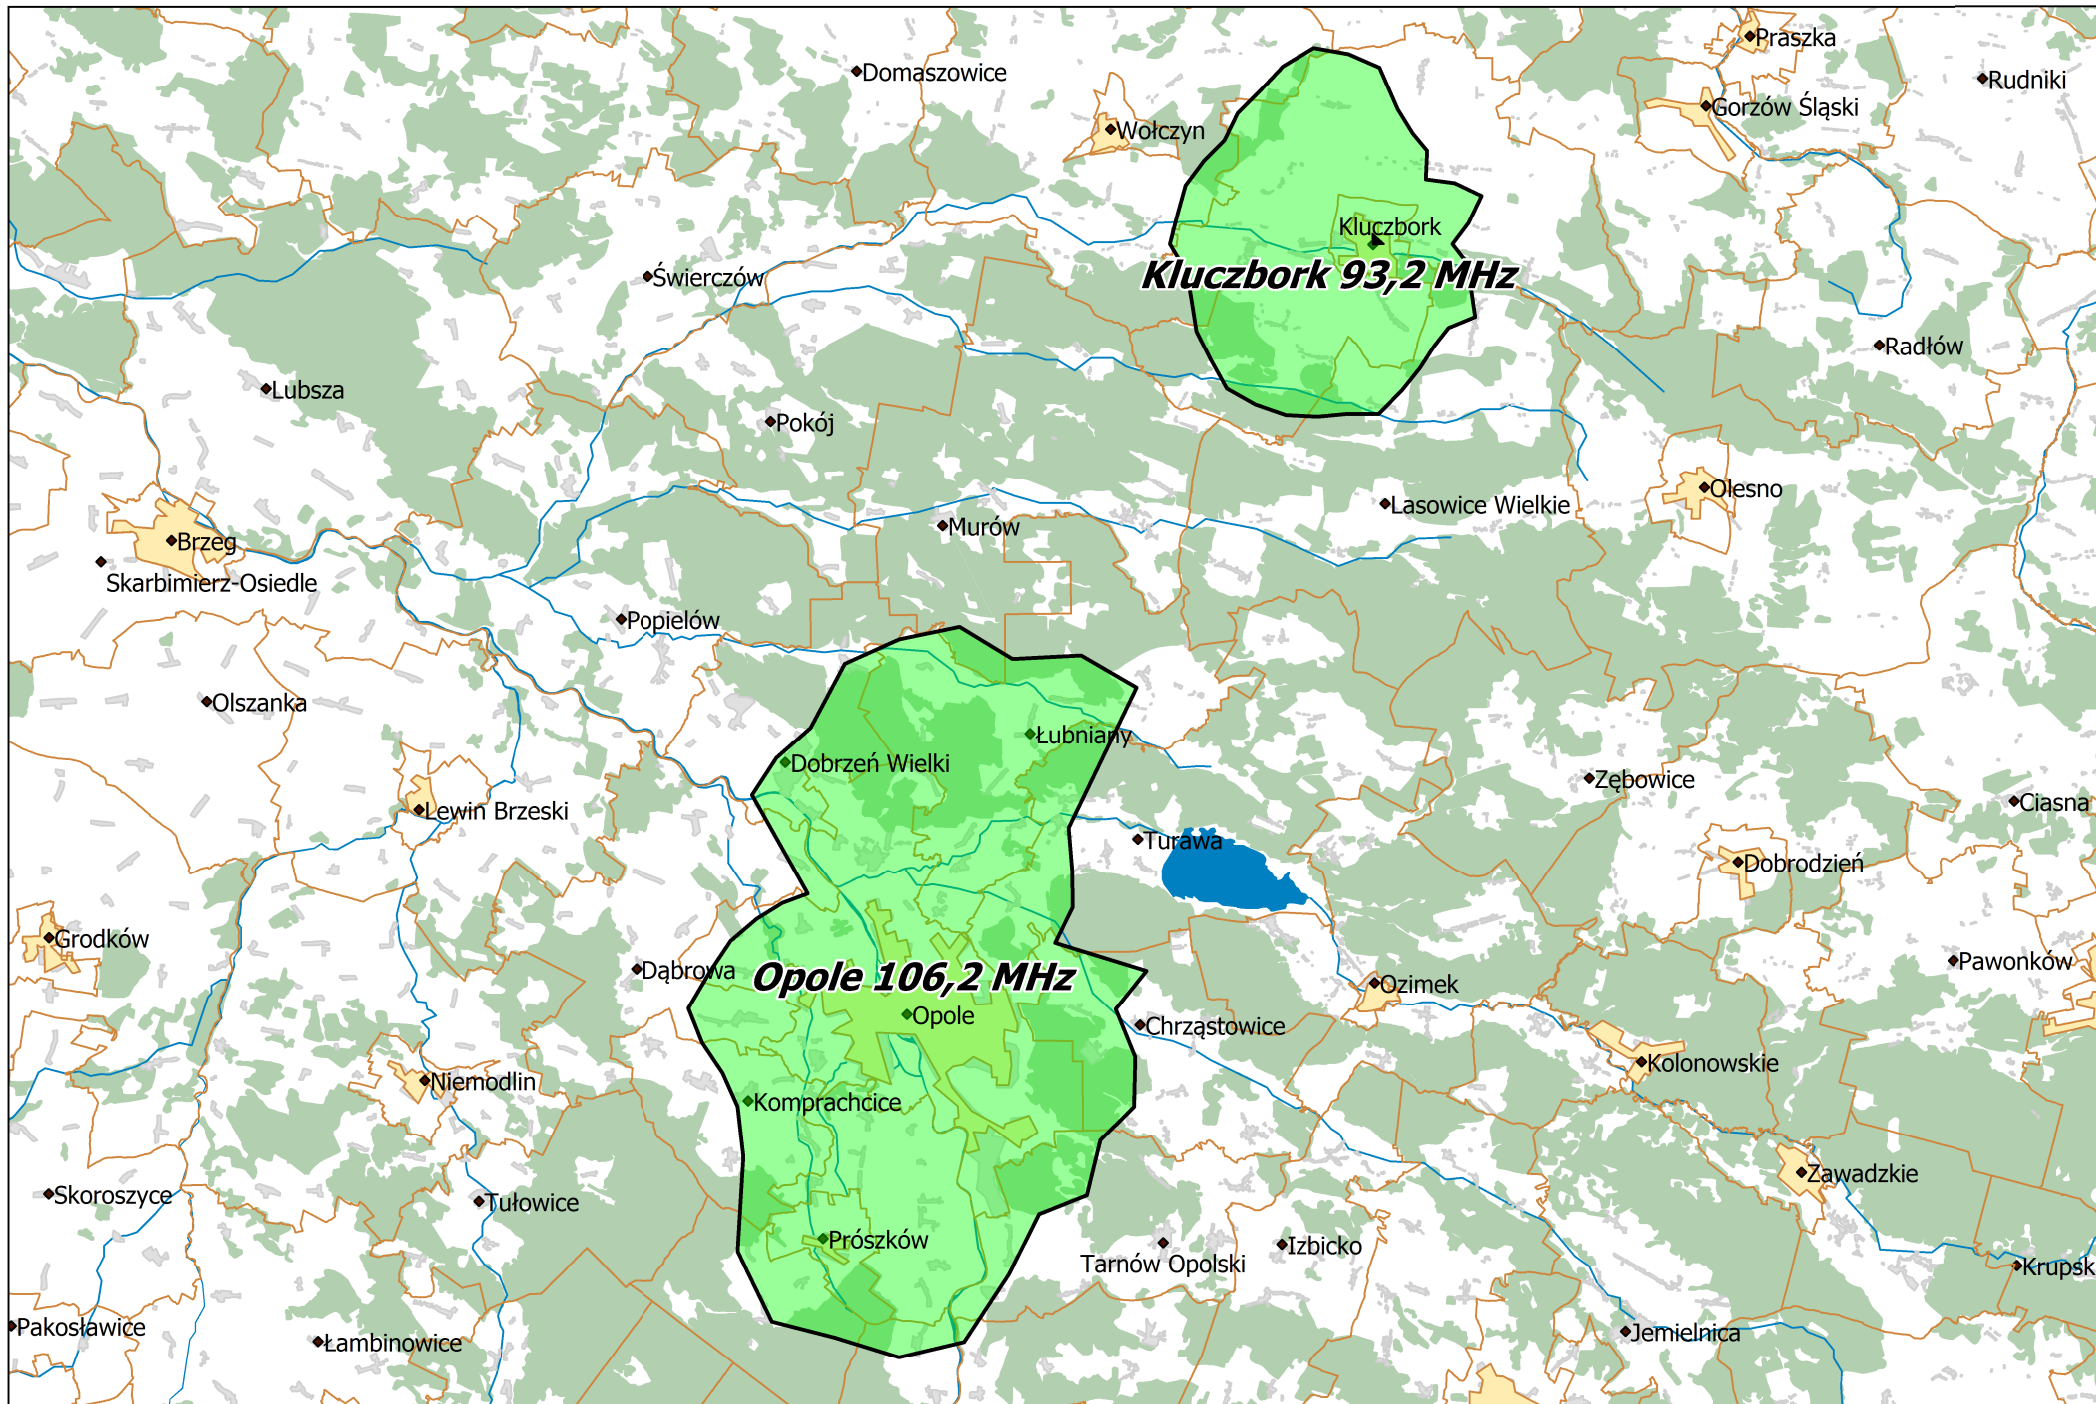 Praszka
Domaszowice
Rudniki
Gorzów Śląski
Wołczyn
Kluczbork
Kluczbork 93,2 MHz
Świerczów
Radłów
Lubsza
Pokój
Olesno
Lasowice Wielkie
Murów
Brzeg
Skarbimierz-Osiedle
Popielów
Olszanka
Łubniany
Dobrzeń Wielki
Zębowice
Ciasna
Lewin Brzeski
Turawa
Dobrodzień
Grodków
Pawonków
Dąbrowa
Opole 106,2 MHz
Ozimek
Opole
Chrząstowice
Kolonowskie
Niemodlin
Komprachcice
Zawadzkie
Skoroszyce
Tułowice
Prószków
Izbicko
Tarnów Opolski
Krupsk
Pakosławice
Jemielnica
Łambinowice